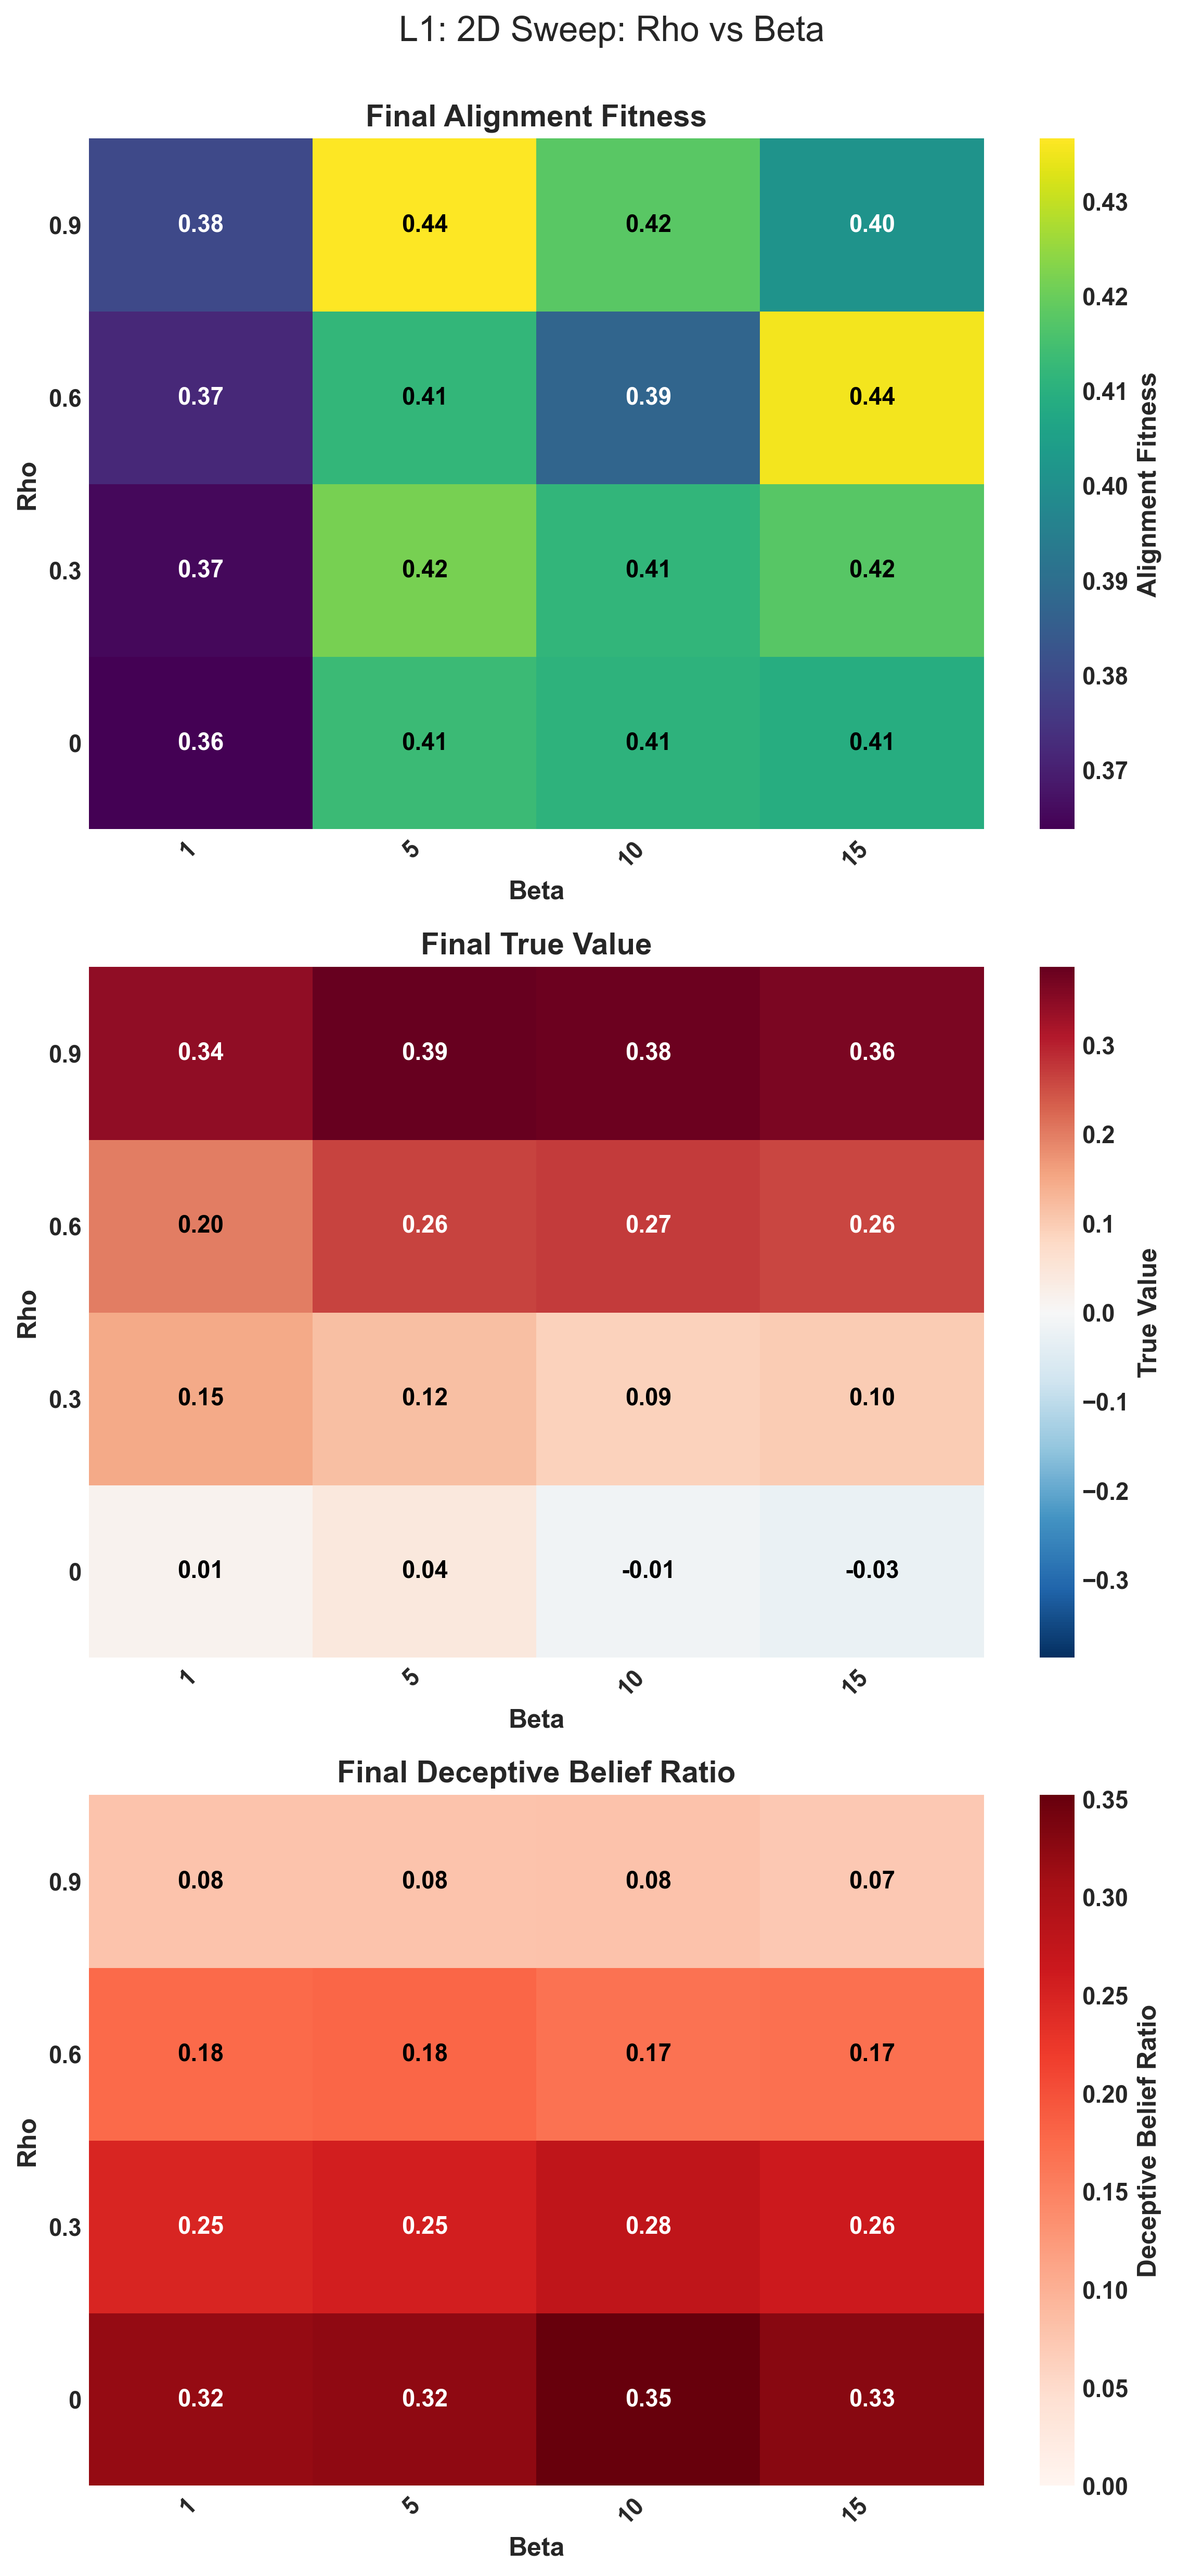 L1: 2D Sweep: Rho vs Beta
Final Alignment Fitness
0.9 0.38 0.44 0.42 0.40
0.6 0.37 0.41 0.39 0.44
0.3 0.37 0.42 0.41 0.42
0 0.36 0.41 0.41 0.41
Rho
1 5 10 15
Beta
0.43
0.42
0.41
0.40
0.39
0.38
0.37
Alignment Fitness
Final True Value
0.9 0.34 0.39 0.38 0.36
0.6 0.20 0.26 0.27 0.26
0.3 0.15 0.12 0.09 0.10
0 0.01 0.04 -0.01 -0.03
Rho
1 5 10 15
Beta
0.3
0.2
0.1
0.0
−0.1
−0.2
−0.3
True Value
Final Deceptive Belief Ratio
0.9 0.08 0.08 0.08 0.07
0.6 0.18 0.18 0.17 0.17
0.3 0.25 0.25 0.28 0.26
0 0.32 0.32 0.35 0.33
Rho
1 5 10 15
Beta
0.35
0.30
0.25
0.20
0.15
0.10
0.05
0.00
Deceptive Belief Ratio